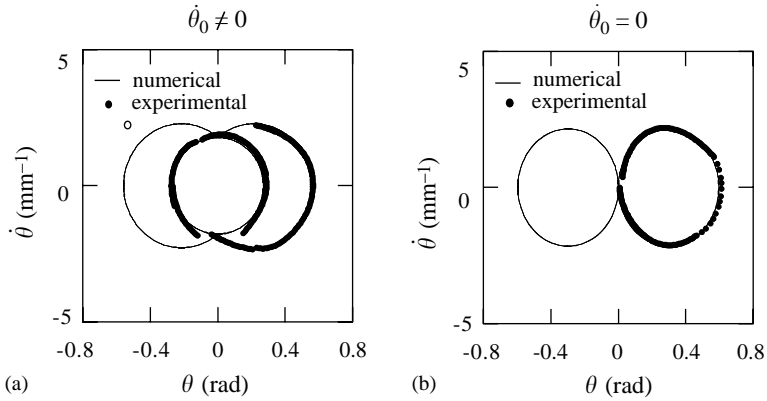 θ̇₀ ≠ 0
5
numerical
experimental
0
-5
-0.8 -0.4 0 0.4 0.8
θ̇ (mm⁻¹)
θ (rad)
(a)
θ̇₀ = 0
5
numerical
experimental
0
-5
-0.8 -0.4 0 0.4 0.8
θ̇ (mm⁻¹)
θ (rad)
(b)